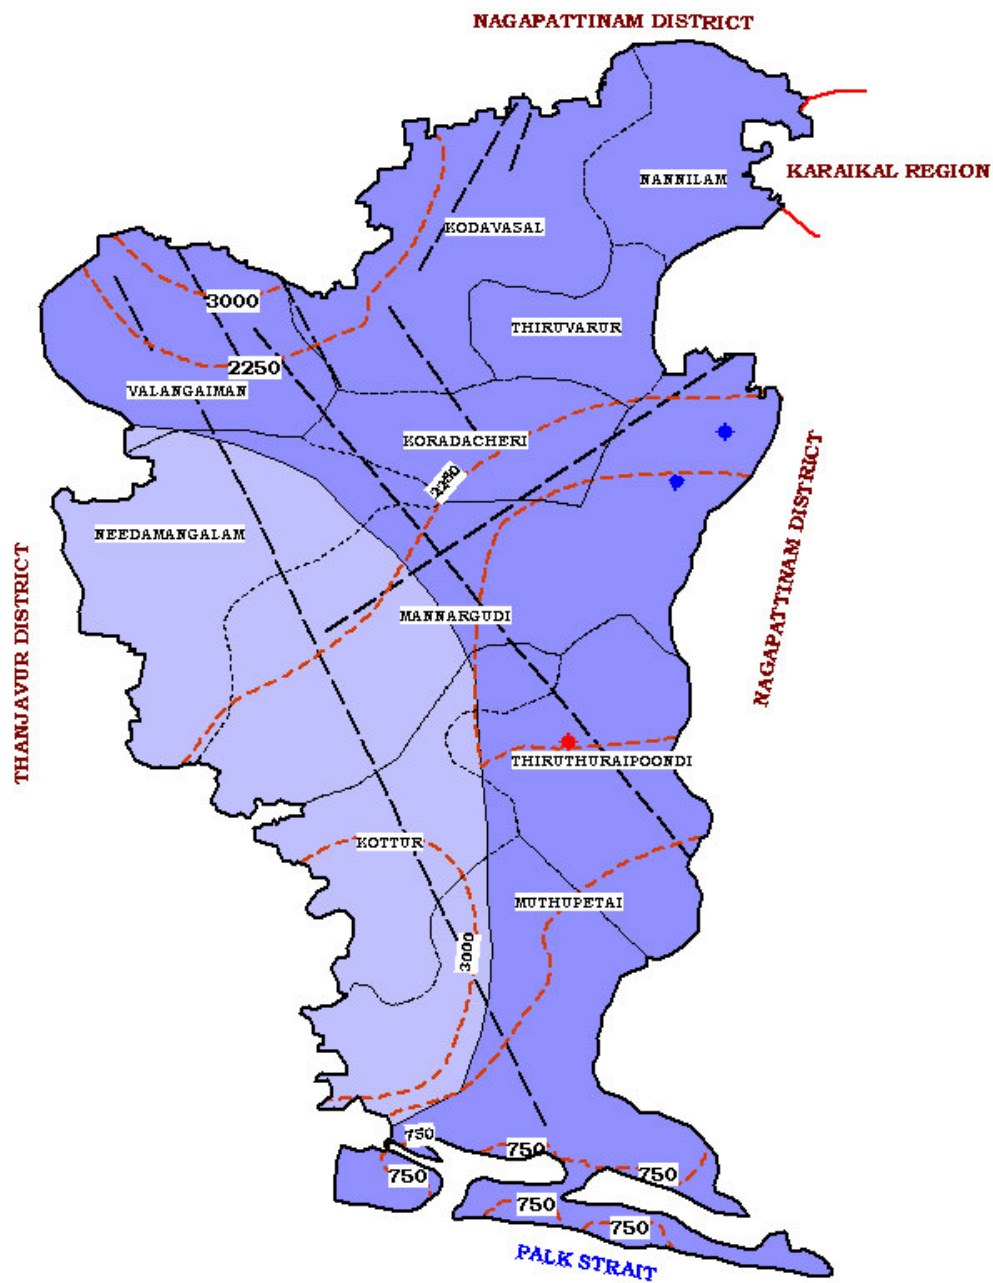 NAGAPATTINAM DISTRICT
KARAIKAL REGION
NANNILAM
KODAVASAL
3000
THIRUVARUR
2250
VALANGAIMAN
KORADACHERI
2250
NEEDAMANGALAM
NAGAPATTINAM DISTRICT
THANJAVUR DISTRICT
MANNARGUDI
THIRUTHURAIPOONDI
KOTTUR
MUTHUPETAI
3000
750
750
750
750
750
750
PALK STRAIT